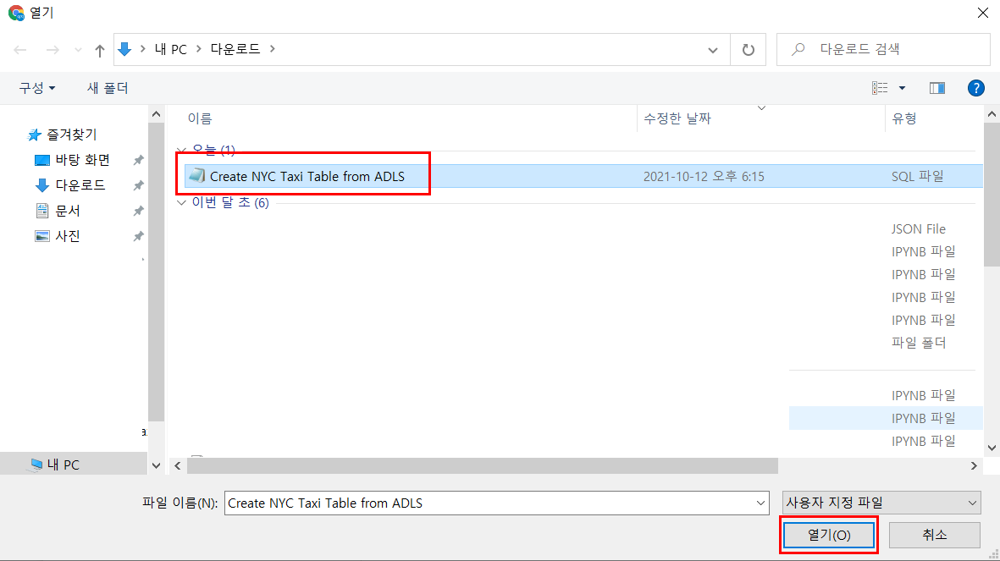 열기
내 PC > 다운로드 >
다운로드 검색
구성 새 폴더
이름 수정한 날짜 유형
즐겨찾기
바탕 화면
다운로드
문서
사진
내 PC
오늘 (1)
Create NYC Taxi Table from ADLS 2021-10-12 오후 6:15 SQL 파일
이번 달 초 (6)
JSON File
IPYNB 파일
IPYNB 파일
IPYNB 파일
IPYNB 파일
파일 폴더
IPYNB 파일
IPYNB 파일
IPYNB 파일
파일 이름(N): Create NYC Taxi Table from ADLS 사용자 지정 파일
열기(O) 취소